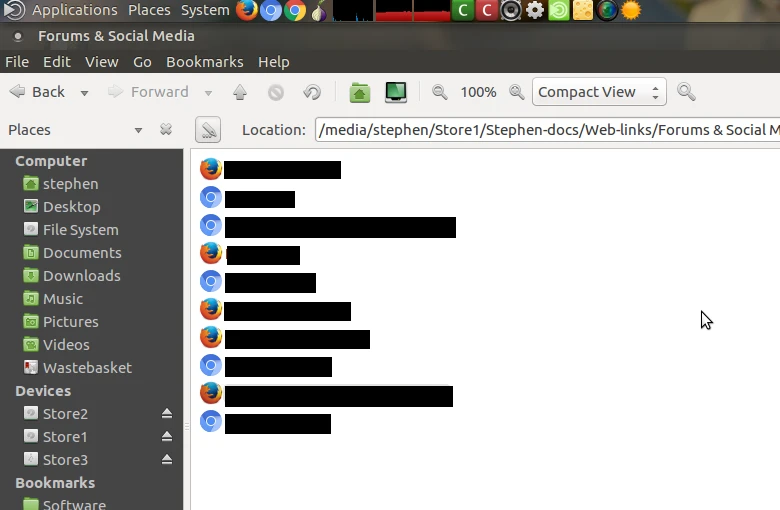 Applications Places System C C
Forums & Social Media
File Edit View Go Bookmarks Help
Back Forward 100% Compact View
Places Location: /media/stephen/Store1/Stephen-docs/Web-links/Forums & Social M
Computer
stephen
Desktop
File System
Documents
Downloads
Music
Pictures
Videos
Wastebasket
Devices
Store2
Store1
Store3
Bookmarks
Software